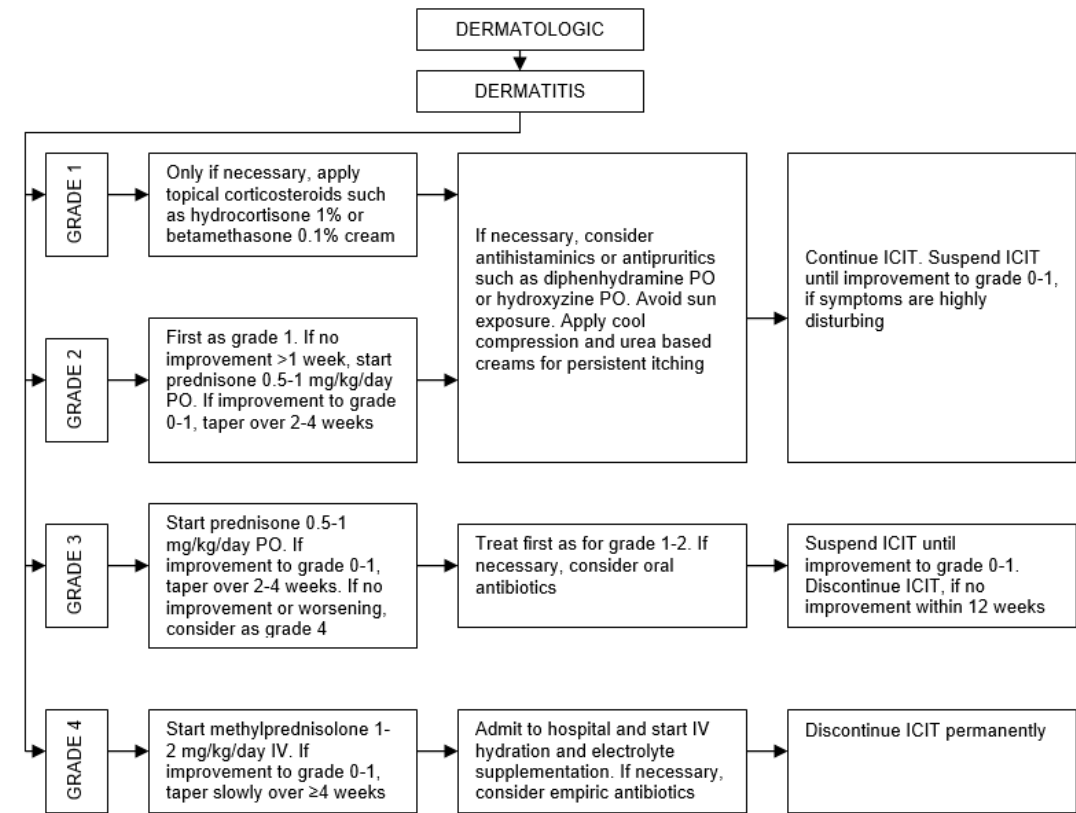 DERMATOLOGIC
DERMATITIS
GRADE 1
Only if necessary, apply
topical corticosteroids such
as hydrocortisone 1% or
betamethasone 0.1% cream
If necessary, consider
antihistaminics or antipruritics
such as diphenhydramine PO
or hydroxyzine PO. Avoid sun
exposure. Apply cool
compression and urea based
creams for persistent itching
Continue ICIT. Suspend ICIT
until improvement to grade 0-1,
if symptoms are highly
disturbing
GRADE 2
First as grade 1. If no
improvement >1 week, start
prednisone 0.5-1 mg/kg/day
PO. If improvement to grade
0-1, taper over 2-4 weeks
GRADE 3
Start prednisone 0.5-1
mg/kg/day PO. If
improvement to grade 0-1,
taper over 2-4 weeks. If no
improvement or worsening,
consider as grade 4
Treat first as for grade 1-2. If
necessary, consider oral
antibiotics
Suspend ICIT until
improvement to grade 0-1.
Discontinue ICIT, if no
improvement within 12 weeks
GRADE 4
Start methylprednisolone 1-
2 mg/kg/day IV. If
improvement to grade 0-1,
taper slowly over ≥4 weeks
Admit to hospital and start IV
hydration and electrolyte
supplementation. If necessary,
consider empiric antibiotics
Discontinue ICIT permanently